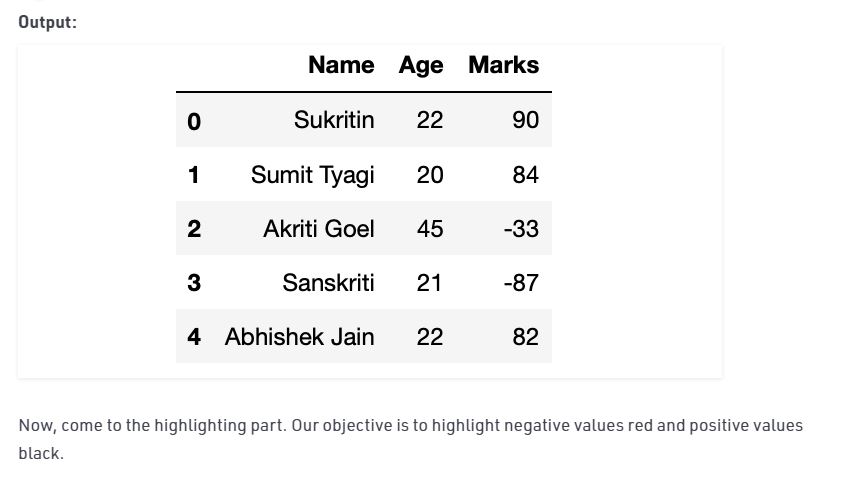 Output:
Name Age Marks
0 Sukritin 22 90
1 Sumit Tyagi 20 84
2 Akriti Goel 45 -33
3 Sanskriti 21 -87
4 Abhishek Jain 22 82
Now, come to the highlighting part. Our objective is to highlight negative values red and positive values
black.